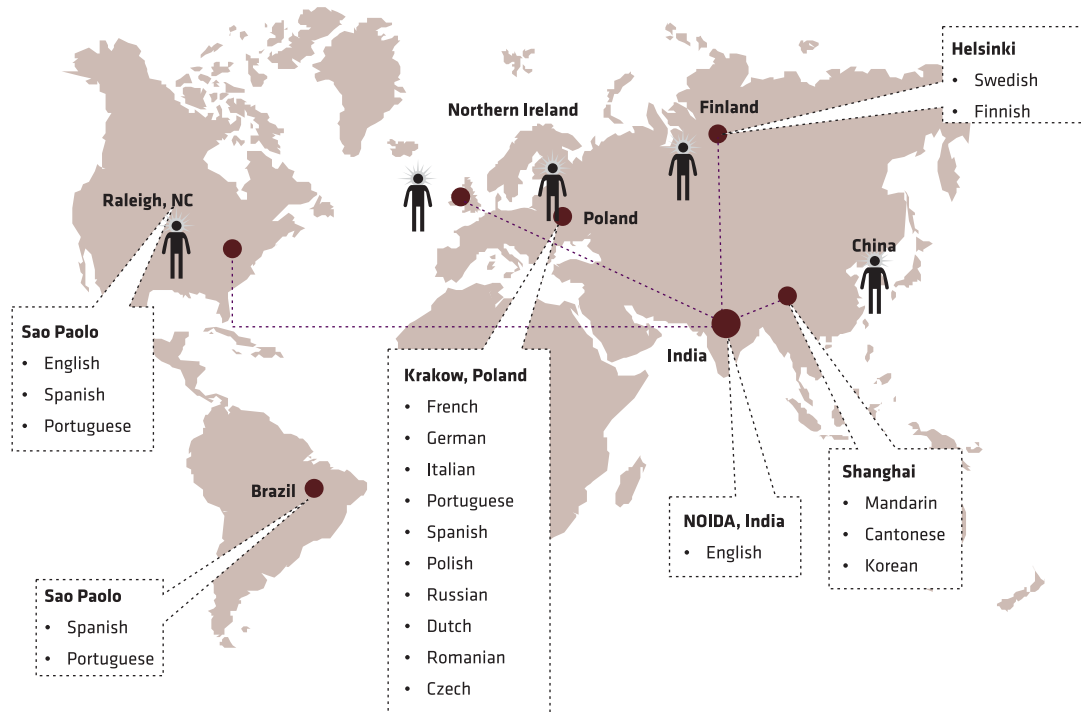 Helsinki
• Swedish
• Finnish
Northern Ireland
Finland
Raleigh, NC
Poland
China
Sao Paolo
• English
• Spanish
• Portuguese
India
Krakow, Poland
• French
• German
• Italian
• Portuguese
• Spanish
• Polish
• Russian
• Dutch
• Romanian
• Czech
Shanghai
• Mandarin
• Cantonese
• Korean
Brazil
NOIDA, India
• English
Sao Paolo
• Spanish
• Portuguese